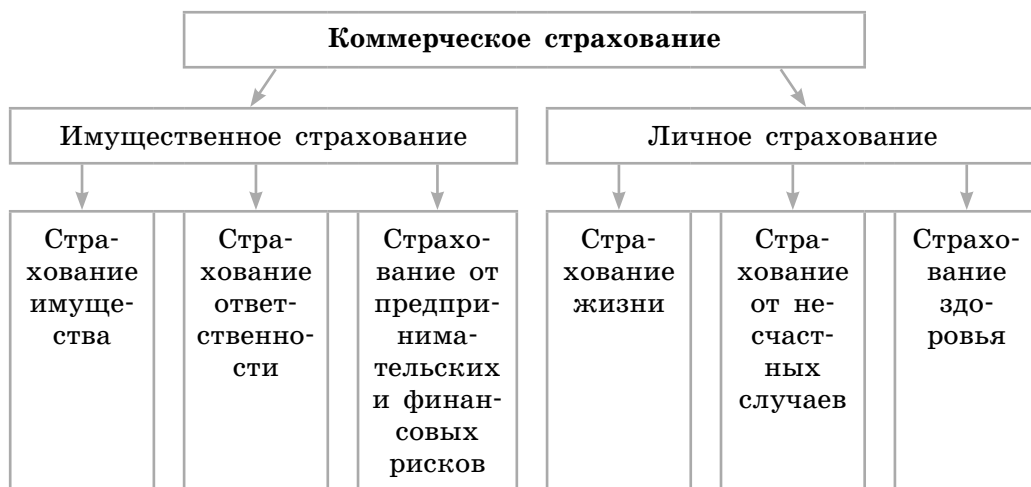 Коммерческое страхование
Имущественное страхование
Личное страхование
Стра-
хование
имуще-
ства
Стра-
хование
ответ-
ственно-
сти
Страхо-
вание от
предпри-
нима-
тельских
и финан-
совых
рисков
Стра-
хование
жизни
Стра-
хование
от не-
счаст-
ных
случаев
Страхо-
вание
здо-
ровья